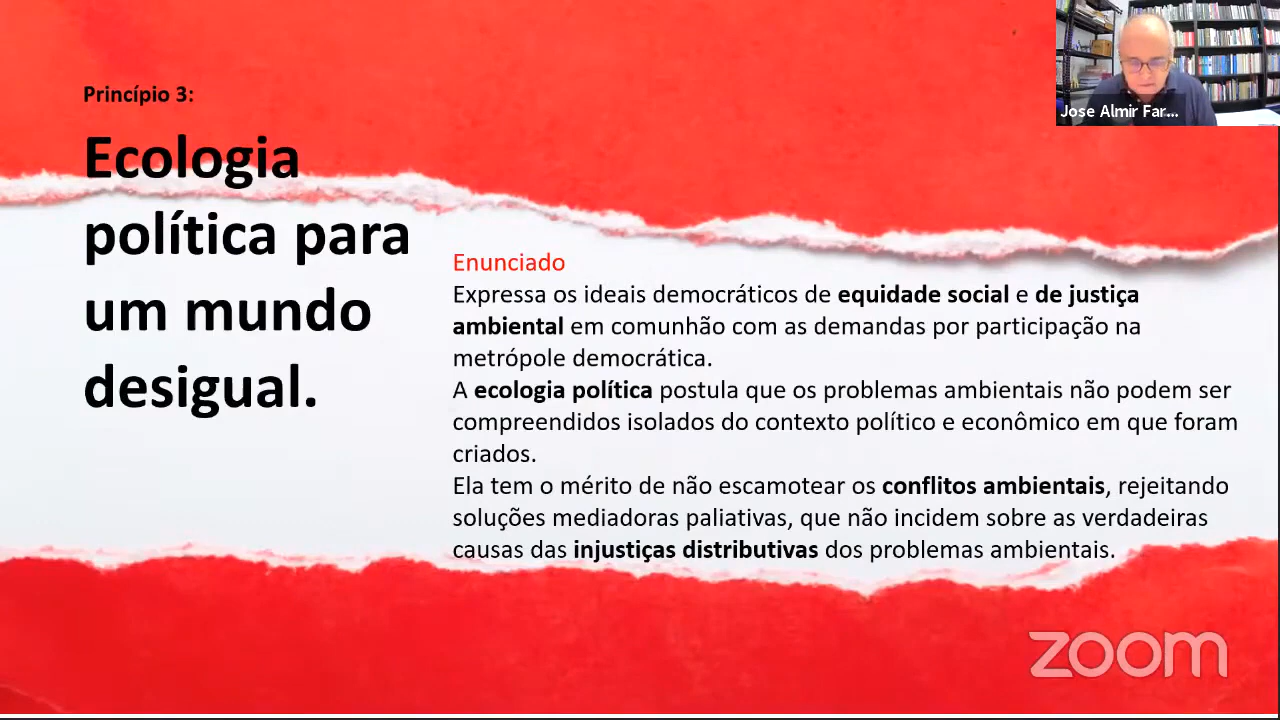 Princípio 3:
Ecologia
política para
um mundo
desigual.
Enunciado
Expressa os ideais democráticos de equidade social e de justiça
ambiental em comunhão com as demandas por participação na
metrópole democrática.
A ecologia política postula que os problemas ambientais não podem ser
compreendidos isolados do contexto político e econômico em que foram
criados.
Ela tem o mérito de não escamotear os conflitos ambientais, rejeitando
soluções mediadoras paliativas, que não incidem sobre as verdadeiras
causas das injustiças distributivas dos problemas ambientais.
Jose Almir Far...
zoom